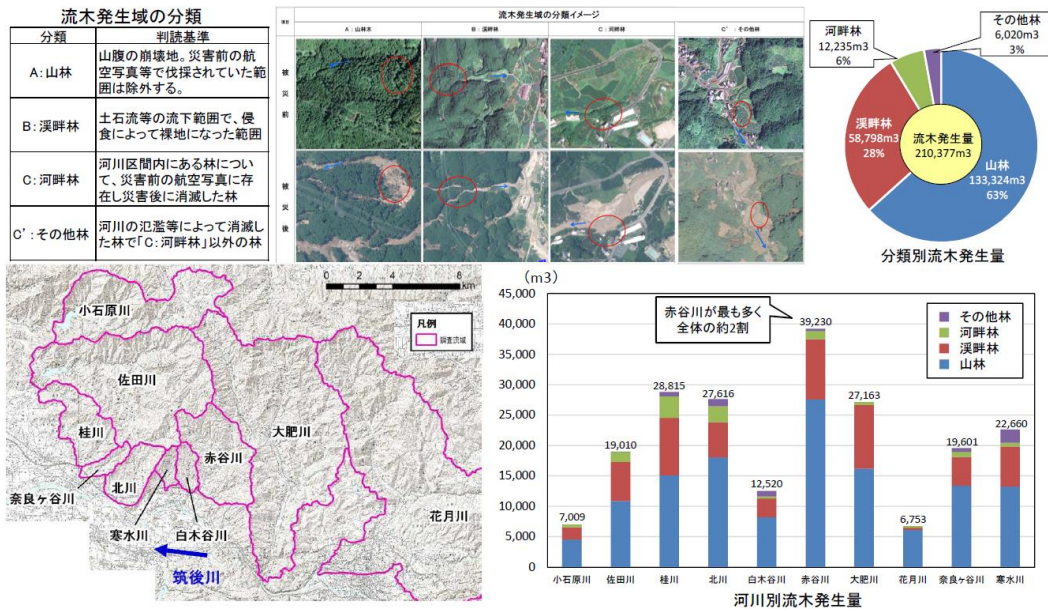 流木発生域の分類
分類
判読基準
A:山林
山腹の崩壊地。災害前の航
空写真等で伐採されていた範
囲は除外する。
B:渓畔林
土石流等の流下範囲で、侵
食によって裸地になった範囲
C:河畔林
河川区間内にある林につい
て、災害前の航空写真に存
在し災害後に消滅した林
C’:その他林
河川の氾濫等によって消滅し
た林で「C:河畔林」以外の林
流木発生域の分類イメージ
A:山林木
B:渓畔林
C:河畔林
C’:その他林
被災前
被災後
河畔林
12,235m3
6%
その他林
6,020m3
3%
渓畔林
58,798m3
28%
流木発生量
210,377m3
山林
133,324m3
63%
分類別流木発生量
0 2 4 8
km
凡例
調査流域
小石原川
佐田川
桂川
大肥川
赤谷川
北川
奈良ヶ谷川
寒水川
白木谷川
花月川
筑後川
(m3)
45,000
40,000
35,000
30,000
25,000
20,000
15,000
10,000
5,000
0
赤谷川が最も多く
全体の約2割
その他林
河畔林
渓畔林
山林
7,009
19,010
28,815
27,616
12,520
39,230
27,163
6,753
19,601
22,660
小石原川 佐田川 桂川 北川 白木谷川 赤谷川 大肥川 花月川 奈良ヶ谷川 寒水川
河川別流木発生量